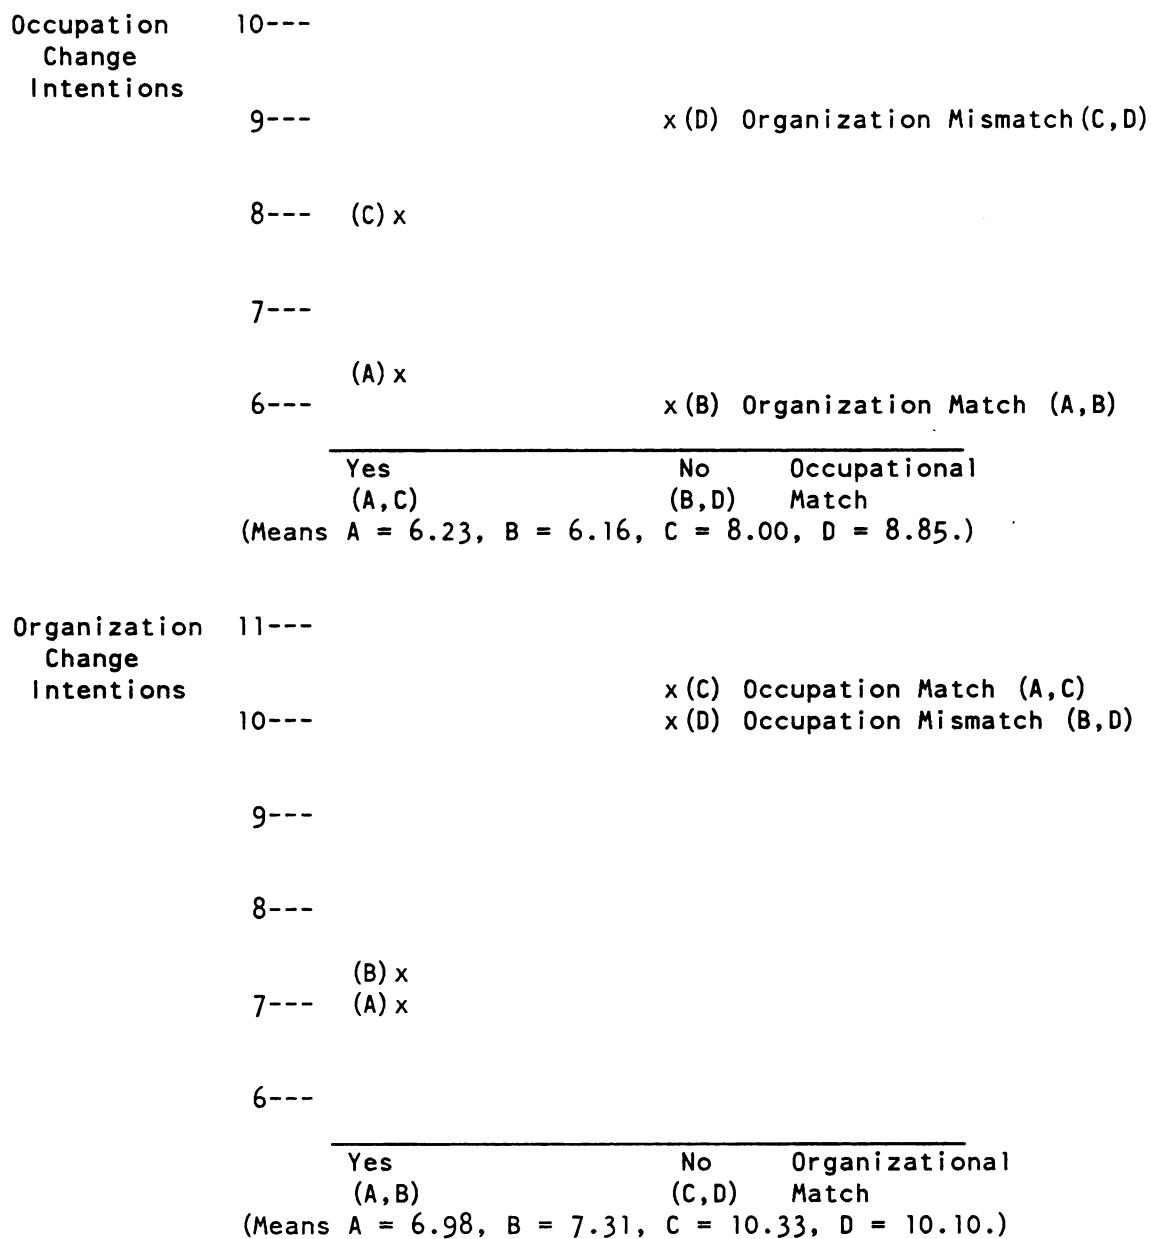 Occupation 10---
Change
Intentions
9--- x (D) Organization Mismatch (C,D)
8--- (C) x
7---
(A) x
6--- x (B) Organization Match (A,B)
Yes No Occupational
(A,C) (B,D) Match
(Means A = 6.23, B = 6.16, C = 8.00, D = 8.85.)
Organization 11---
Change
Intentions x (C) Occupation Match (A,C)
10--- x (D) Occupation Mismatch (B,D)
9---
8---
(B) x
7--- (A) x
6---
Yes No Organizational
(A,B) (C,D) Match
(Means A = 6.98, B = 7.31, C = 10.33, D = 10.10.)